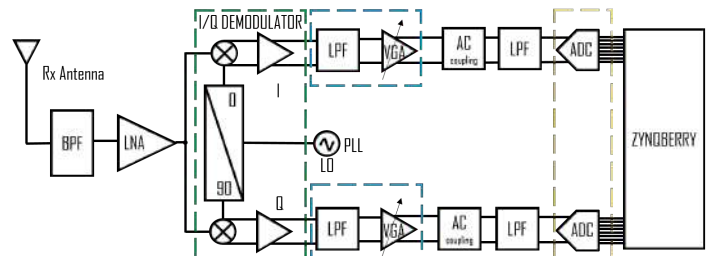 I/Q DEMODULATOR
Rx Antenna
BPF
LNA
0
90
I
LPF
VGA
AC
coupling
LPF
ADC
ZYNQBERRY
PLL
LO
Q
LPF
VGA
AC
coupling
LPF
ADC